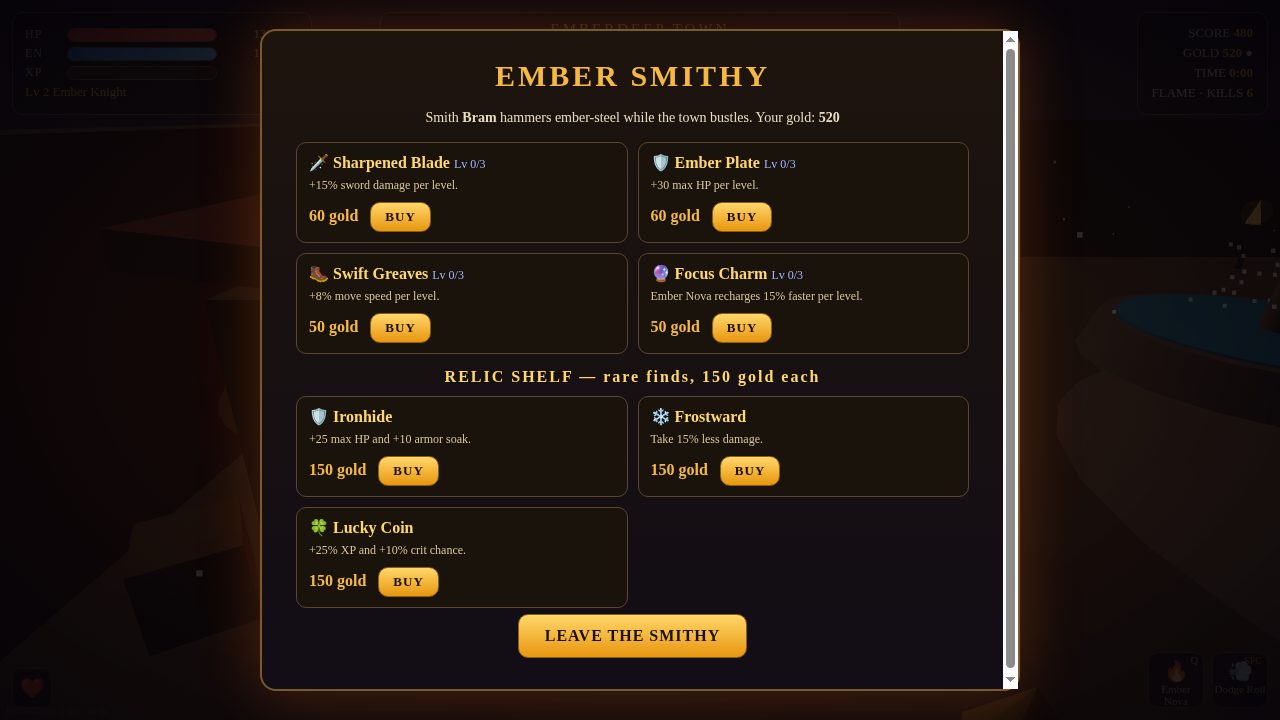 EMBERDEEP TOWN
HP
EN
XP
Lv 2 Ember Knight
SCORE 480
GOLD 520 ●
TIME 0:00
FLAME · KILLS 6
EMBER SMITHY
Smith Bram hammers ember-steel while the town bustles. Your gold: 520
🗡️ Sharpened Blade Lv 0/3
+15% sword damage per level.
60 gold BUY
🛡️ Ember Plate Lv 0/3
+30 max HP per level.
60 gold BUY
🥾 Swift Greaves Lv 0/3
+8% move speed per level.
50 gold BUY
🔮 Focus Charm Lv 0/3
Ember Nova recharges 15% faster per level.
50 gold BUY
RELIC SHELF — rare finds, 150 gold each
🛡️ Ironhide
+25 max HP and +10 armor soak.
150 gold BUY
❄️ Frostward
Take 15% less damage.
150 gold BUY
🍀 Lucky Coin
+25% XP and +10% crit chance.
150 gold BUY
LEAVE THE SMITHY
Q
Ember
Nova
SPC
Dodge Roll